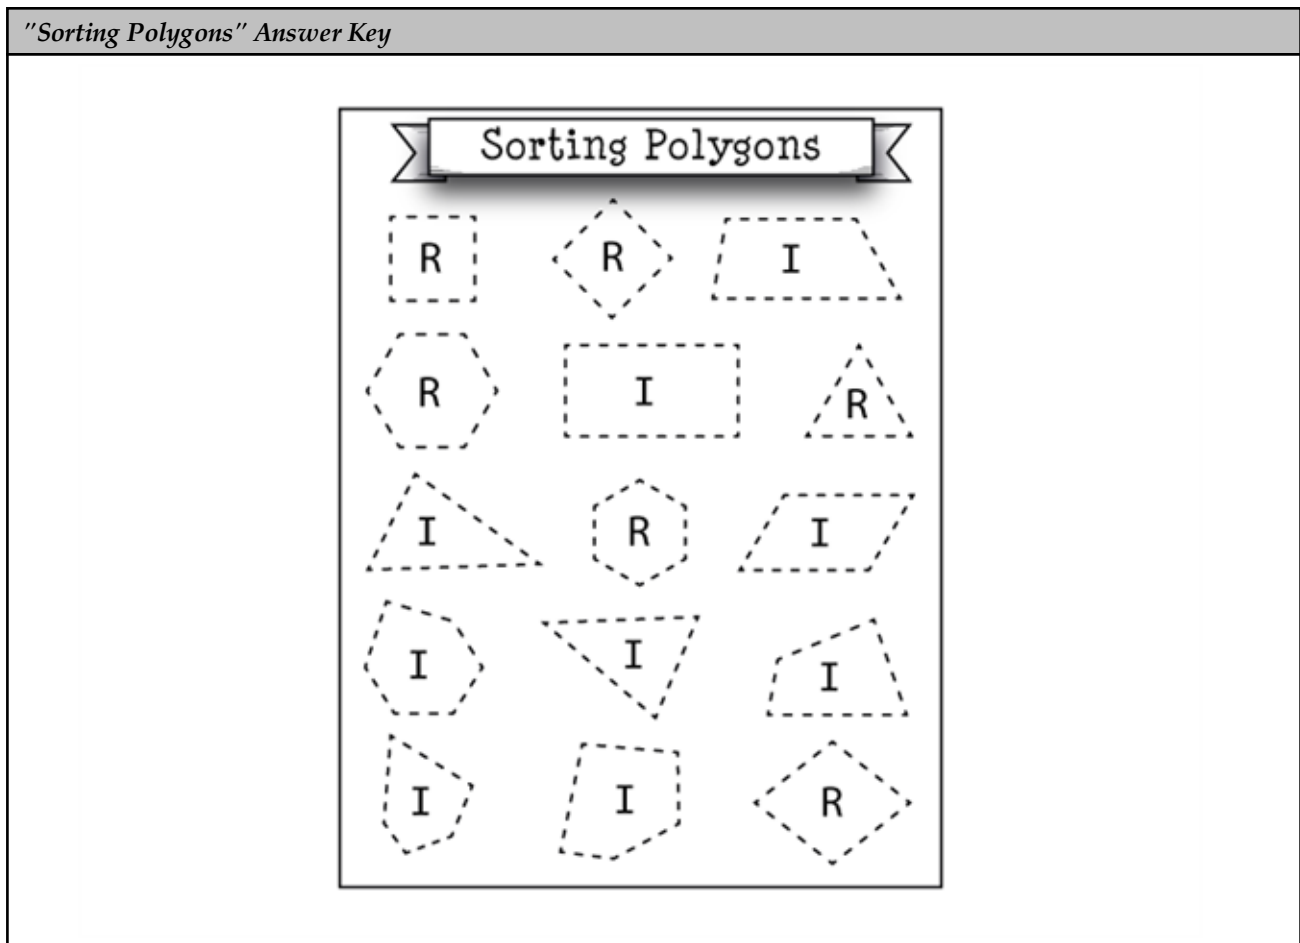 "Sorting Polygons" Answer Key
Sorting Polygons
R R I
R I R
I R I
I I I
I I R